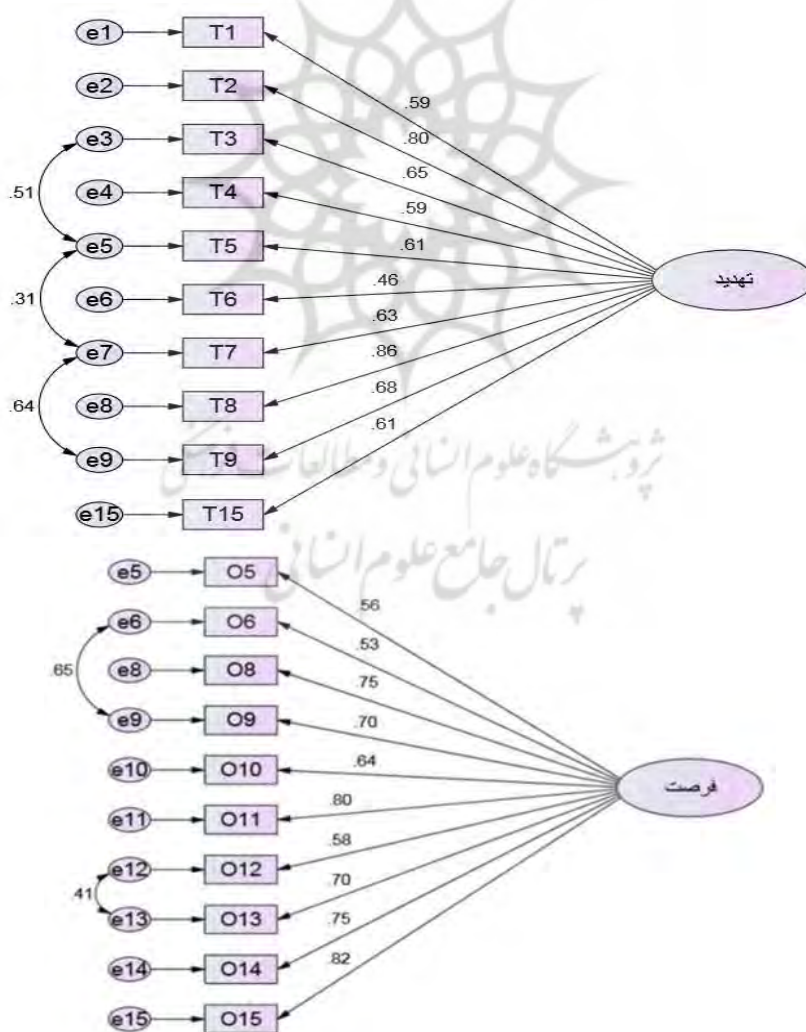 e1 T1
.59
e2 T2
.80
e3 T3
.65
.51
e4 T4
.59
e5 T5
.61
تهدید
.31
e6 T6
.46
e7 T7
.63
.64
e8 T8
.86
e9 T9
.68
.61
e15 T15
پژوهشگاه علوم انسانی و مطالعات فرهنگی
پرتال جامع علوم انسانی
e5 O5
.56
e6 O6
.53
.65
e8 O8
.75
e9 O9
.70
e10 O10
.64
فرصت
e11 O11
.80
e12 O12
.58
.41
e13 O13
.70
e14 O14
.75
e15 O15
.82